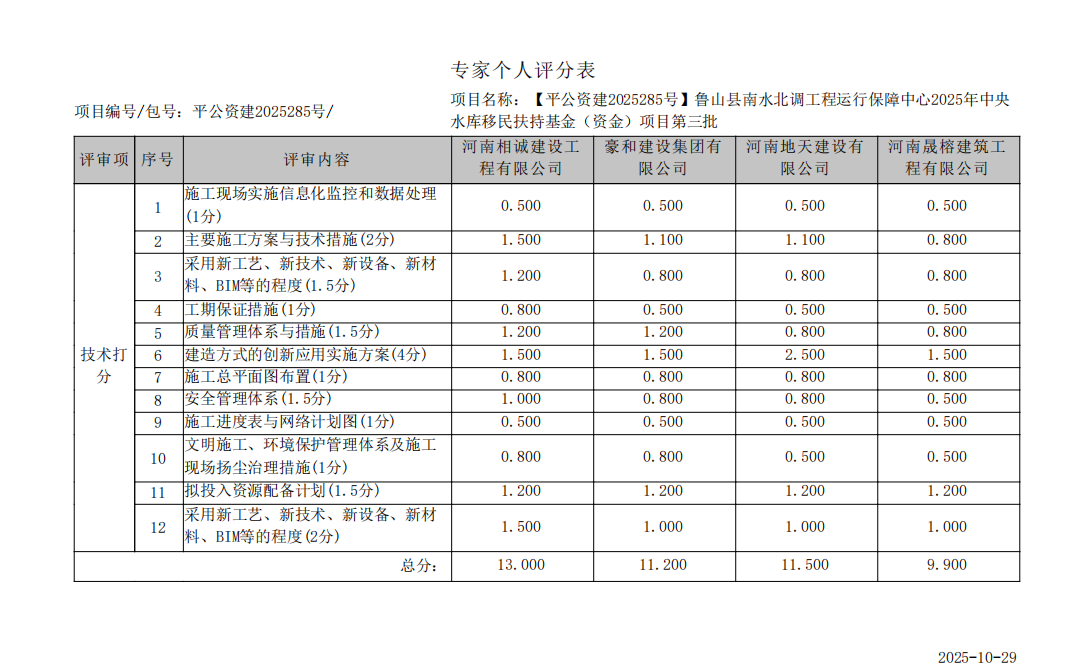 专家个人评分表
项目编号/包号: 平公资建2025285号/
项目名称: 【平公资建2025285号】鲁山县南水北调工程运行保障中心2025年中央
水库移民扶持基金（资金）项目第三批
评审项 序号 评审内容 河南相诚建设工 豪和建设集团有 河南地天建设有 河南晟榕建筑工
程有限公司 限公司 限公司 程有限公司
施工现场实施信息化监控和数据处理
1 (1分) 0.500 0.500 0.500 0.500
2 主要施工方案与技术措施(2分) 1.500 1.100 1.100 0.800
采用新工艺、新技术、新设备、新材
3 料、BIM等的程度(1.5分) 1.200 0.800 0.800 0.800
4 工期保证措施(1分) 0.800 0.500 0.500 0.500
5 质量管理体系与措施(1.5分) 1.200 1.200 0.800 0.800
技术打 6 建造方式的创新应用实施方案(4分) 1.500 1.500 2.500 1.500
分 7 施工总平面图布置(1分) 0.800 0.800 0.800 0.800
8 安全管理体系(1.5分) 1.000 0.800 0.800 0.500
9 施工进度表与网络计划图(1分) 0.500 0.500 0.500 0.500
文明施工、环境保护管理体系及施工
10 现场扬尘治理措施(1分) 0.800 0.800 0.500 0.500
11 拟投入资源配备计划(1.5分) 1.200 1.200 1.200 1.200
采用新工艺、新技术、新设备、新材
12 料、BIM等的程度(2分) 1.500 1.000 1.000 1.000
总分: 13.000 11.200 11.500 9.900
2025-10-29